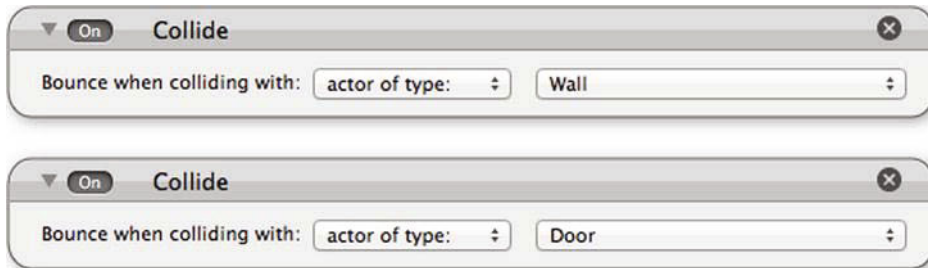 On Collide
Bounce when colliding with: actor of type: Wall
On Collide
Bounce when colliding with: actor of type: Door